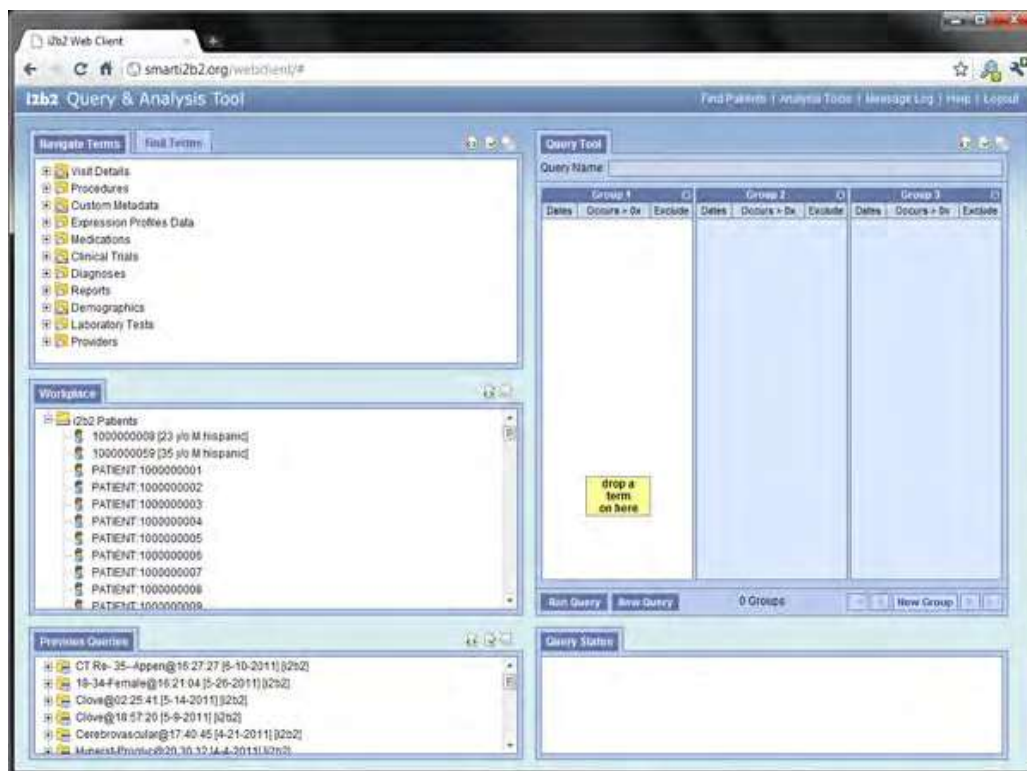 i2b2 Web Client
smarti2b2.org/webclient/#
i2b2 Query & Analysis Tool
Find Patients | Analysis Tools | Message Log | Help | Logout
Navigate Terms
Find Terms
Visit Details
Procedures
Custom Metadata
Expression Profiles Data
Medications
Clinical Trials
Diagnoses
Reports
Demographics
Laboratory Tests
Providers
Workplace
i2b2 Patients
1000000008 [23 y/o M hispanic]
1000000059 [35 y/o M hispanic]
PATIENT:1000000001
PATIENT:1000000002
PATIENT:1000000003
PATIENT:1000000004
PATIENT:1000000005
PATIENT:1000000006
PATIENT:1000000007
PATIENT:1000000008
PATIENT:1000000009
Previous Queries
CT Re- 35--Appen@16:27:27 [6-10-2011] [i2b2]
18-34-Female@16:21:04 [5-26-2011] [i2b2]
Clove@02:25:41 [5-14-2011] [i2b2]
Clove@18:57:20 [5-9-2011] [i2b2]
Cerebrovascular@17:40:45 [4-21-2011] [i2b2]
[4-4-2011] [i2b2]
Query Tool
Query Name:
Group 1
Group 2
Group 3
Dates Occurs > 0x Exclude
Dates Occurs > 0x Exclude
Dates Occurs > 0x Exclude
drop a
term
on here
Run Query
New Query
0 Groups
New Group
Query Status